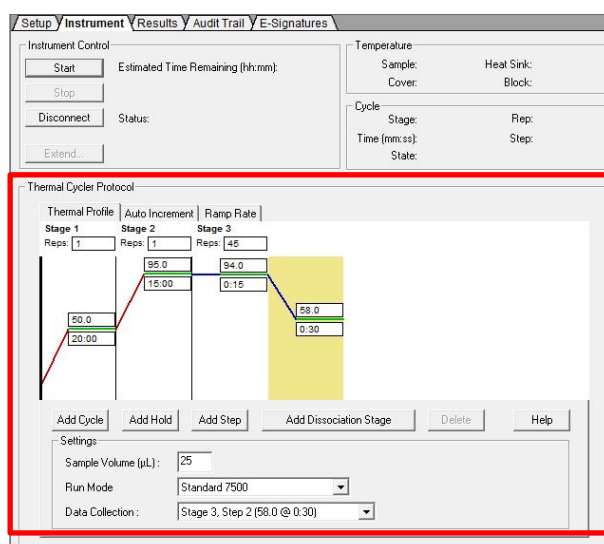 Setup Instrument Results Audit Trail E-Signatures
Instrument Control
Start Estimated Time Remaining (hh:mm):
Stop
Disconnect Status:
Extend...
Temperature
Sample: Heat Sink:
Cover: Block:
Cycle
Stage: Rep:
Time (mm:ss): Step:
State:
Thermal Cycler Protocol
Thermal Profile Auto Increment Ramp Rate
Stage 1 Stage 2 Stage 3
Reps: 1 Reps: 1 Reps: 45
95.0 94.0
15:00 0:15
50.0 58.0
20:00 0:30
Add Cycle Add Hold Add Step Add Dissociation Stage Delete Help
Settings
Sample Volume (µL) : 25
Run Mode Standard 7500
Data Collection : Stage 3, Step 2 (58.0 @ 0:30)